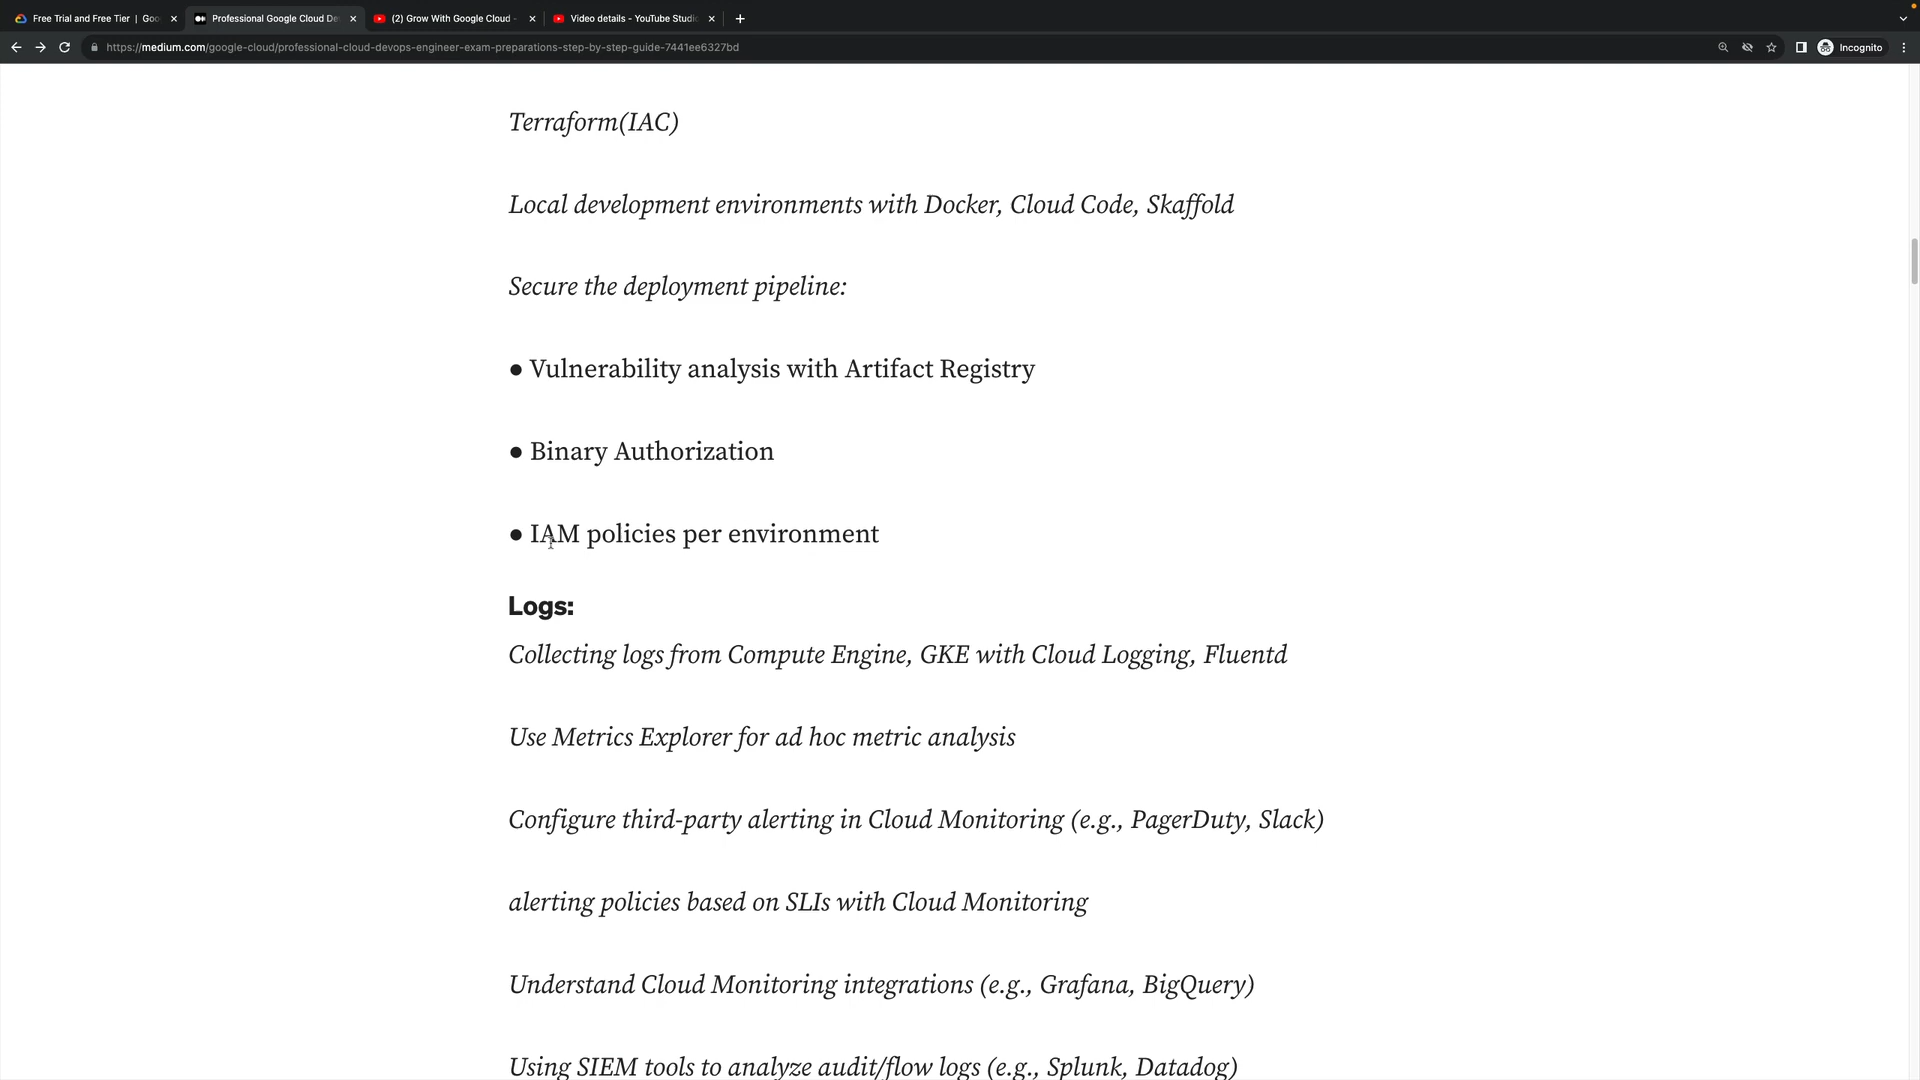 Free Trial and Free Tier | Goo
Professional Google Cloud De
(2) Grow With Google Cloud -
Video details - YouTube Studio
https://medium.com/google-cloud/professional-cloud-devops-engineer-exam-preparations-step-by-step-guide-7441ee6327bd
Incognito
Terraform(IAC)
Local development environments with Docker, Cloud Code, Skaffold
Secure the deployment pipeline:
● Vulnerability analysis with Artifact Registry
● Binary Authorization
● IAM policies per environment
Logs:
Collecting logs from Compute Engine, GKE with Cloud Logging, Fluentd
Use Metrics Explorer for ad hoc metric analysis
Configure third-party alerting in Cloud Monitoring (e.g., PagerDuty, Slack)
alerting policies based on SLIs with Cloud Monitoring
Understand Cloud Monitoring integrations (e.g., Grafana, BigQuery)
Using SIEM tools to analyze audit/flow logs (e.g., Splunk, Datadog)